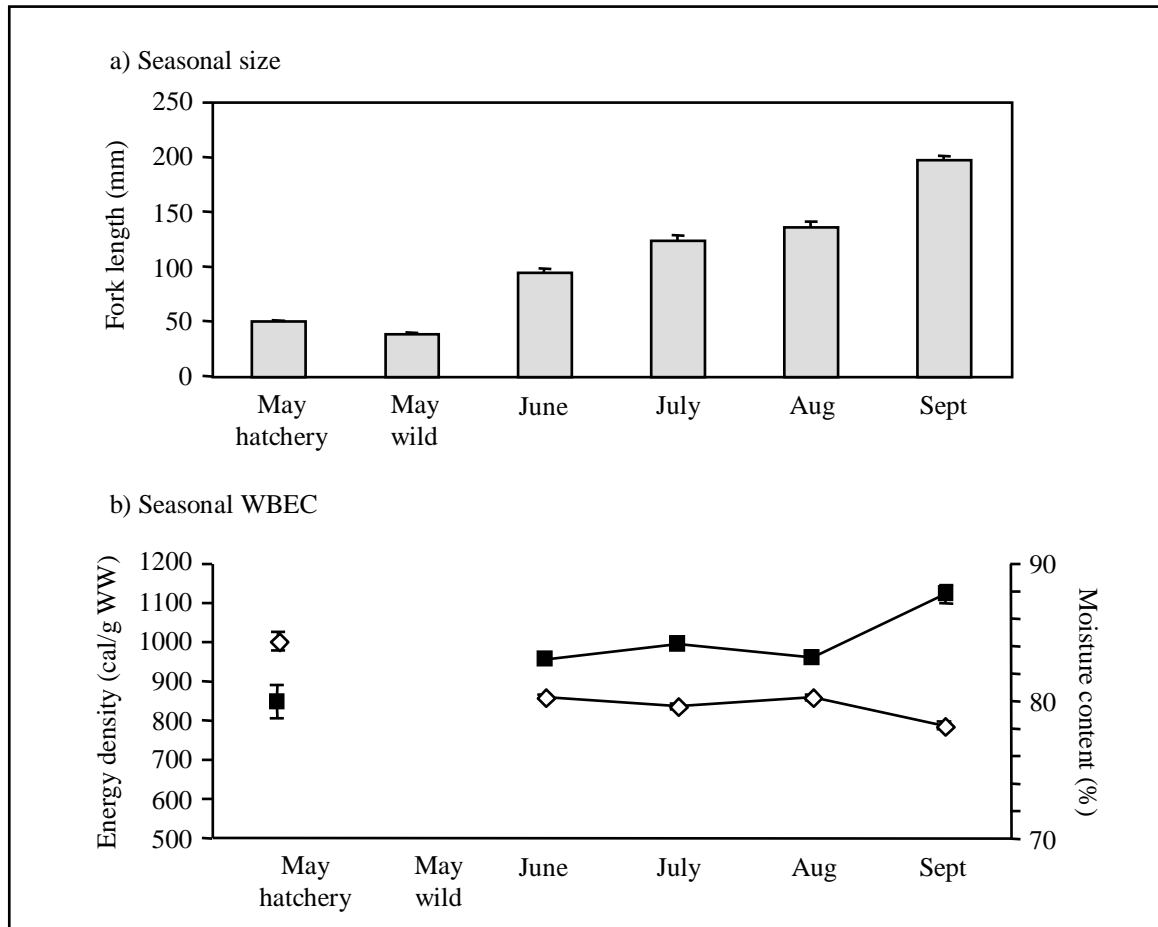 a) Seasonal size
Fork length (mm)
250
200
150
100
50
0
May
hatchery
May
wild
June
July
Aug
Sept
b) Seasonal WBEC
Energy density (cal/g WW)
1200
1100
1000
900
800
700
600
500
90
80
70
Moisture content (%)
May
hatchery
May
wild
June
July
Aug
Sept